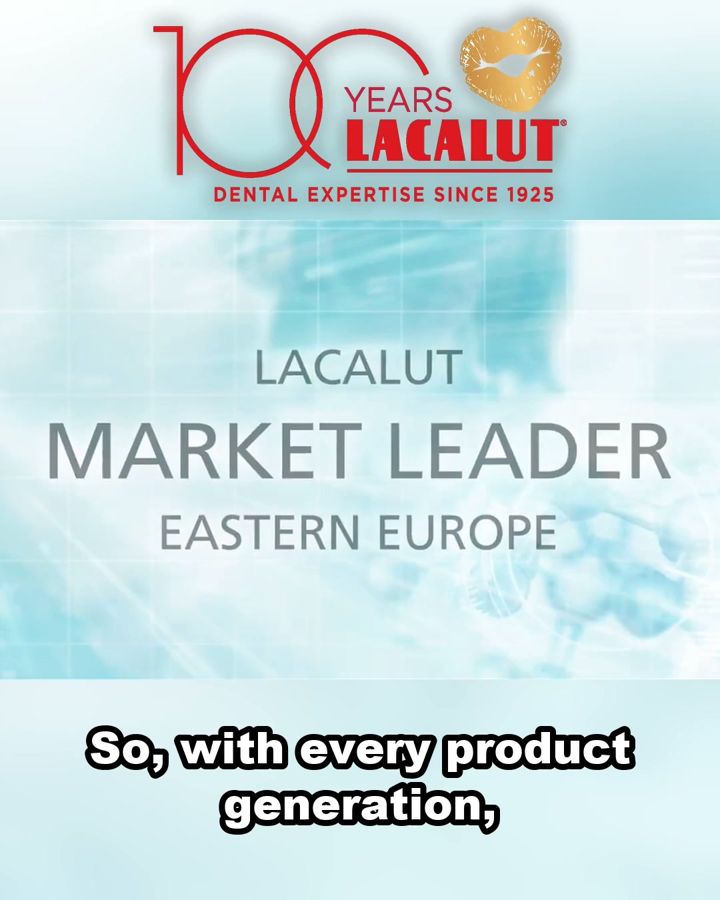 100
YEARS
LACALUT®
DENTAL EXPERTISE SINCE 1925
LACALUT
MARKET LEADER
EASTERN EUROPE
So, with every product
generation,